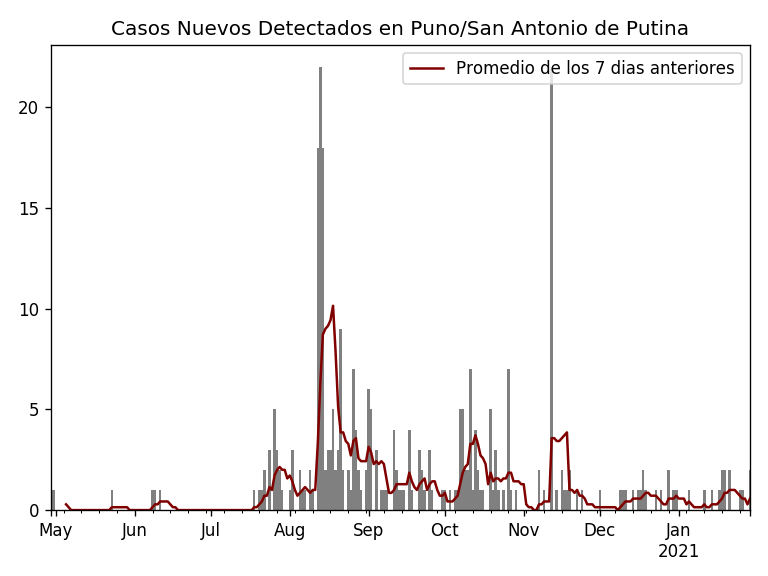 Casos Nuevos Detectados en Puno/San Antonio de Putina
Promedio de los 7 dias anteriores
20
15
10
5
0
May Jun Jul Aug Sep Oct Nov Dec Jan
2021